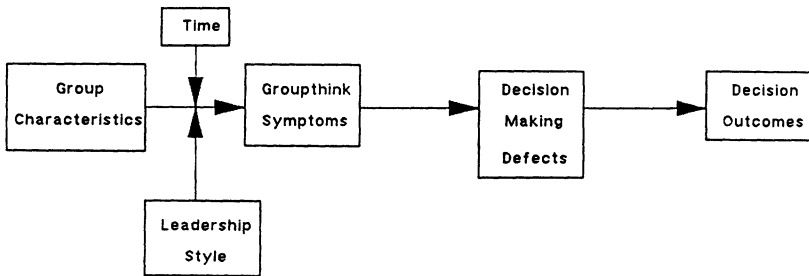 Time
Group
Characteristics
Groupthink
Symptoms
Decision
Making
Defects
Decision
Outcomes
Leadership
Style